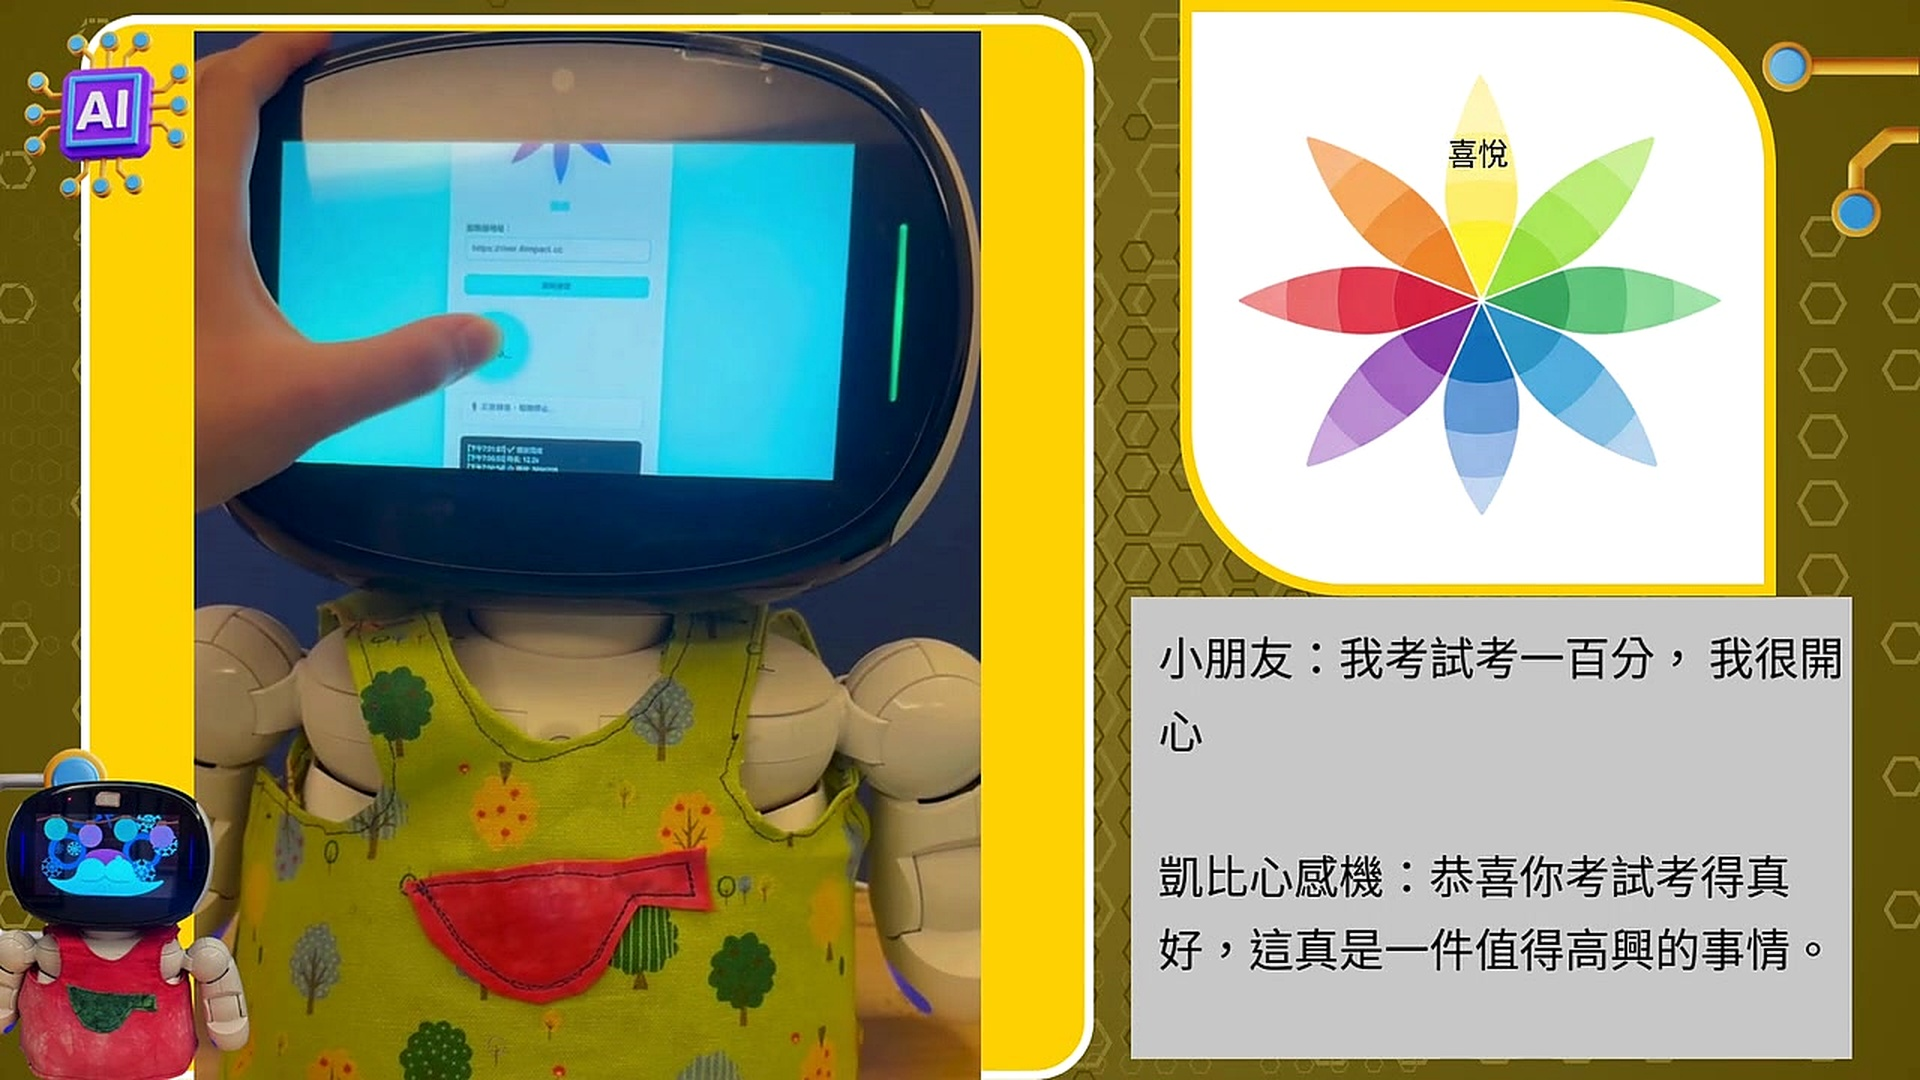 AI
https://
喜悅
小朋友：我考試考一百分， 我很開
心
凱比心感機：恭喜你考試考得真
好，這真是一件值得高興的事情。